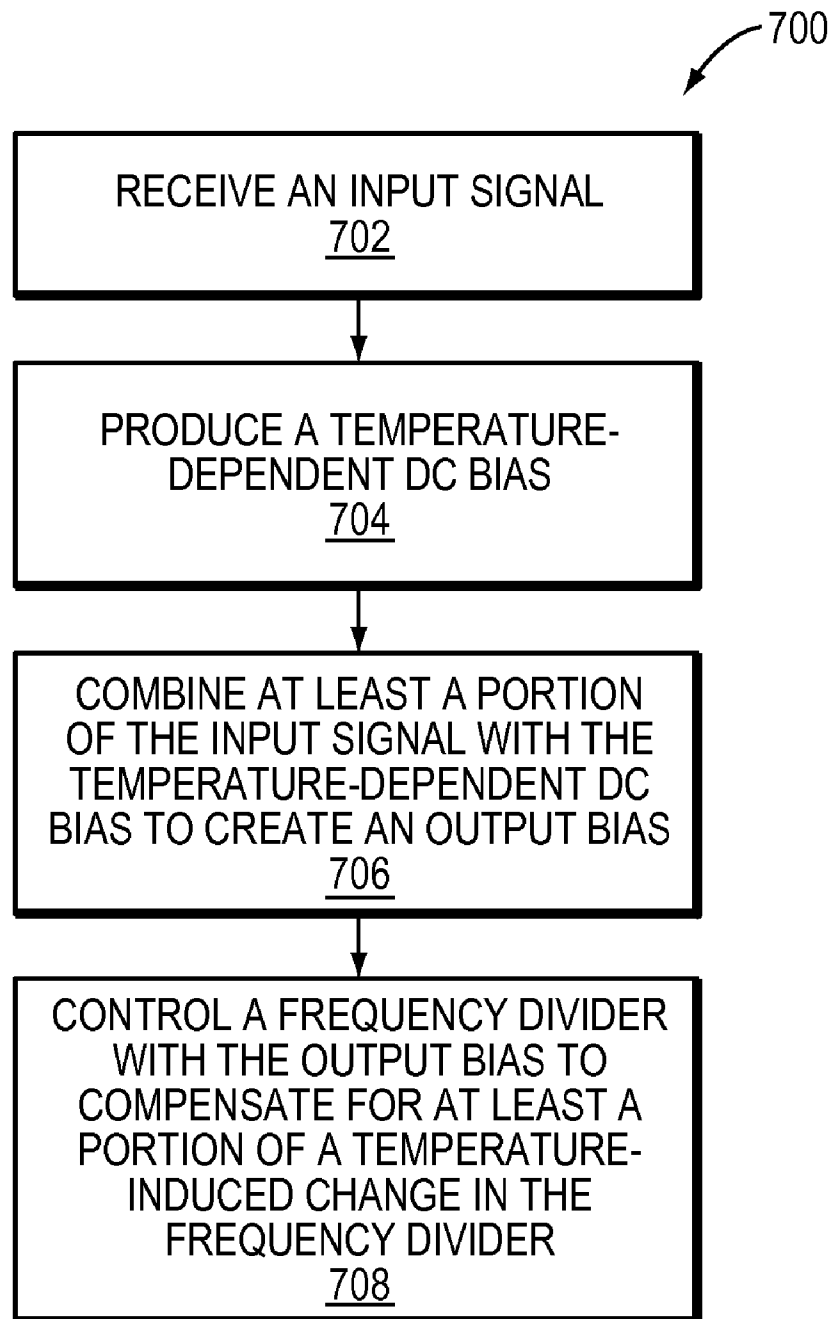 700
RECEIVE AN INPUT SIGNAL
702
PRODUCE A TEMPERATURE-
DEPENDENT DC BIAS
704
COMBINE AT LEAST A PORTION
OF THE INPUT SIGNAL WITH THE
TEMPERATURE-DEPENDENT DC
BIAS TO CREATE AN OUTPUT BIAS
706
CONTROL A FREQUENCY DIVIDER
WITH THE OUTPUT BIAS TO
COMPENSATE FOR AT LEAST A
PORTION OF A TEMPERATURE-
INDUCED CHANGE IN THE
FREQUENCY DIVIDER
708